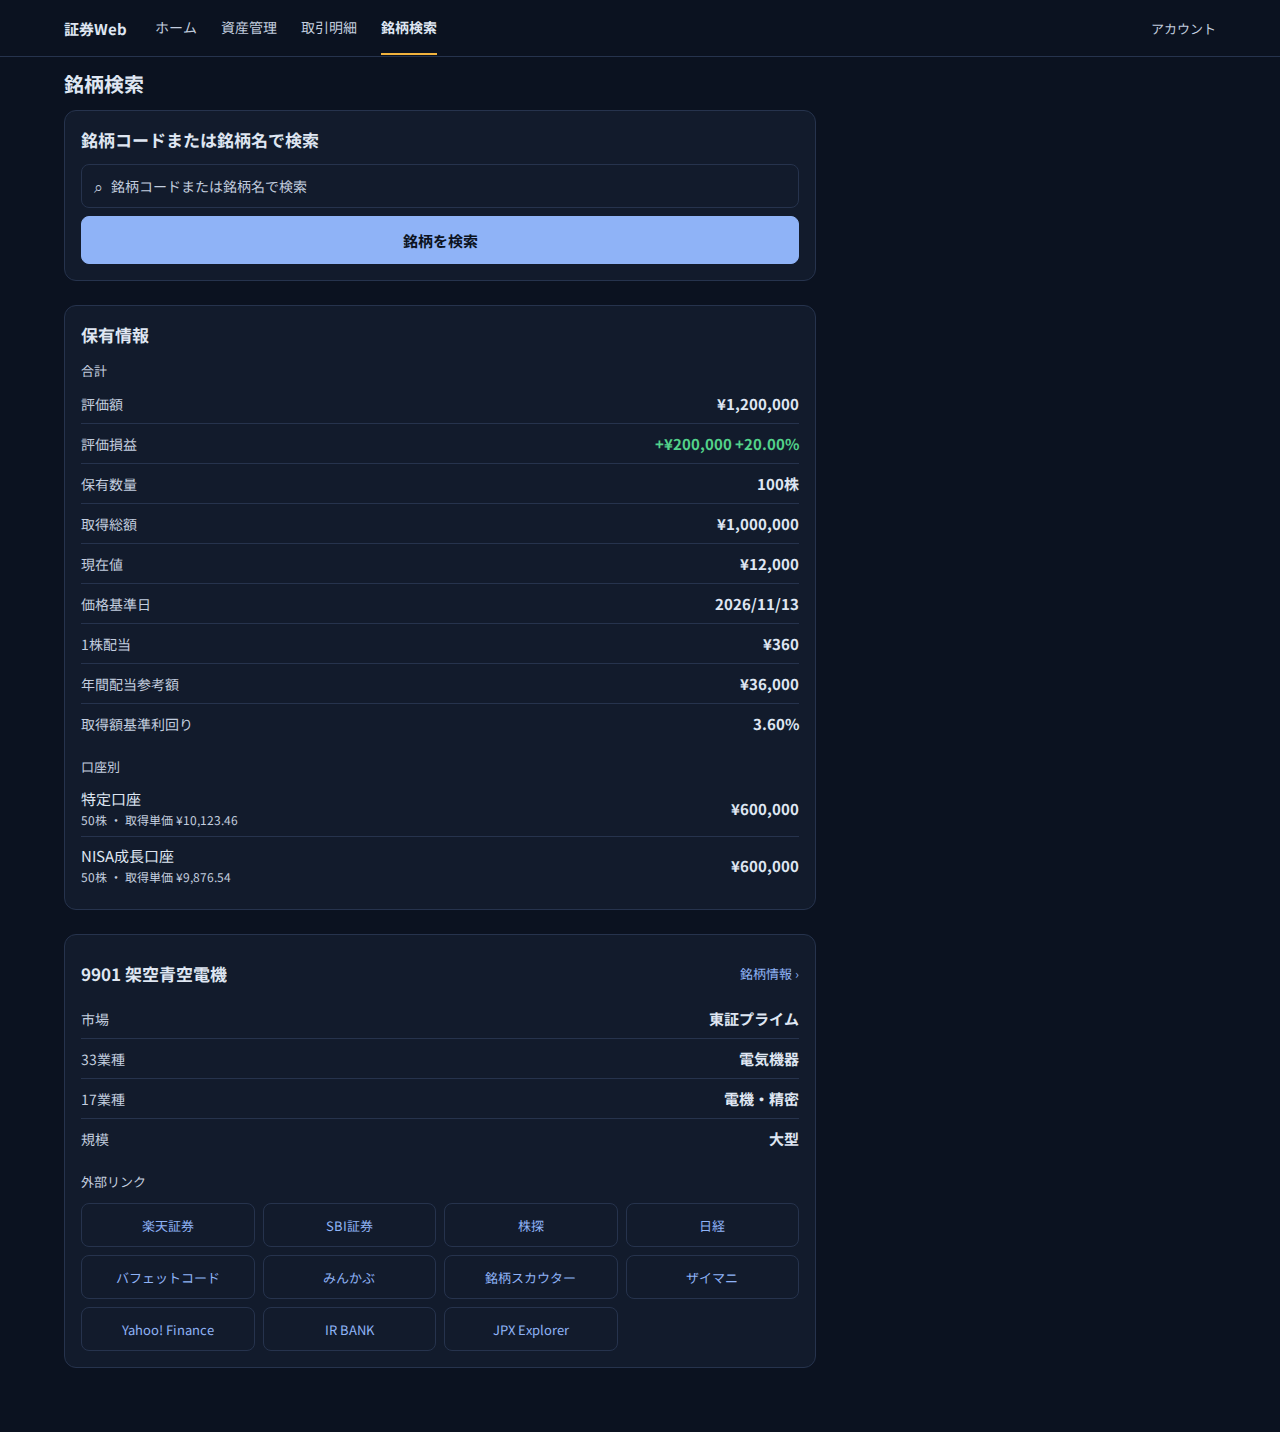 証券Web ホーム 資産管理 取引明細 銘柄検索 アカウント
銘柄検索
銘柄コードまたは銘柄名で検索
銘柄コードまたは銘柄名で検索
銘柄を検索
保有情報
合計
評価額 ¥1,200,000
評価損益 +¥200,000 +20.00%
保有数量 100株
取得総額 ¥1,000,000
現在値 ¥12,000
価格基準日 2026/11/13
1株配当 ¥360
年間配当参考額 ¥36,000
取得額基準利回り 3.60%
口座別
特定口座 ¥600,000
50株 ・ 取得単価 ¥10,123.46
NISA成長口座 ¥600,000
50株 ・ 取得単価 ¥9,876.54
9901 架空青空電機 銘柄情報 ›
市場 東証プライム
33業種 電気機器
17業種 電機・精密
規模 大型
外部リンク
楽天証券 SBI証券 株探 日経
バフェットコード みんかぶ 銘柄スカウター ザイマニ
Yahoo! Finance IR BANK JPX Explorer